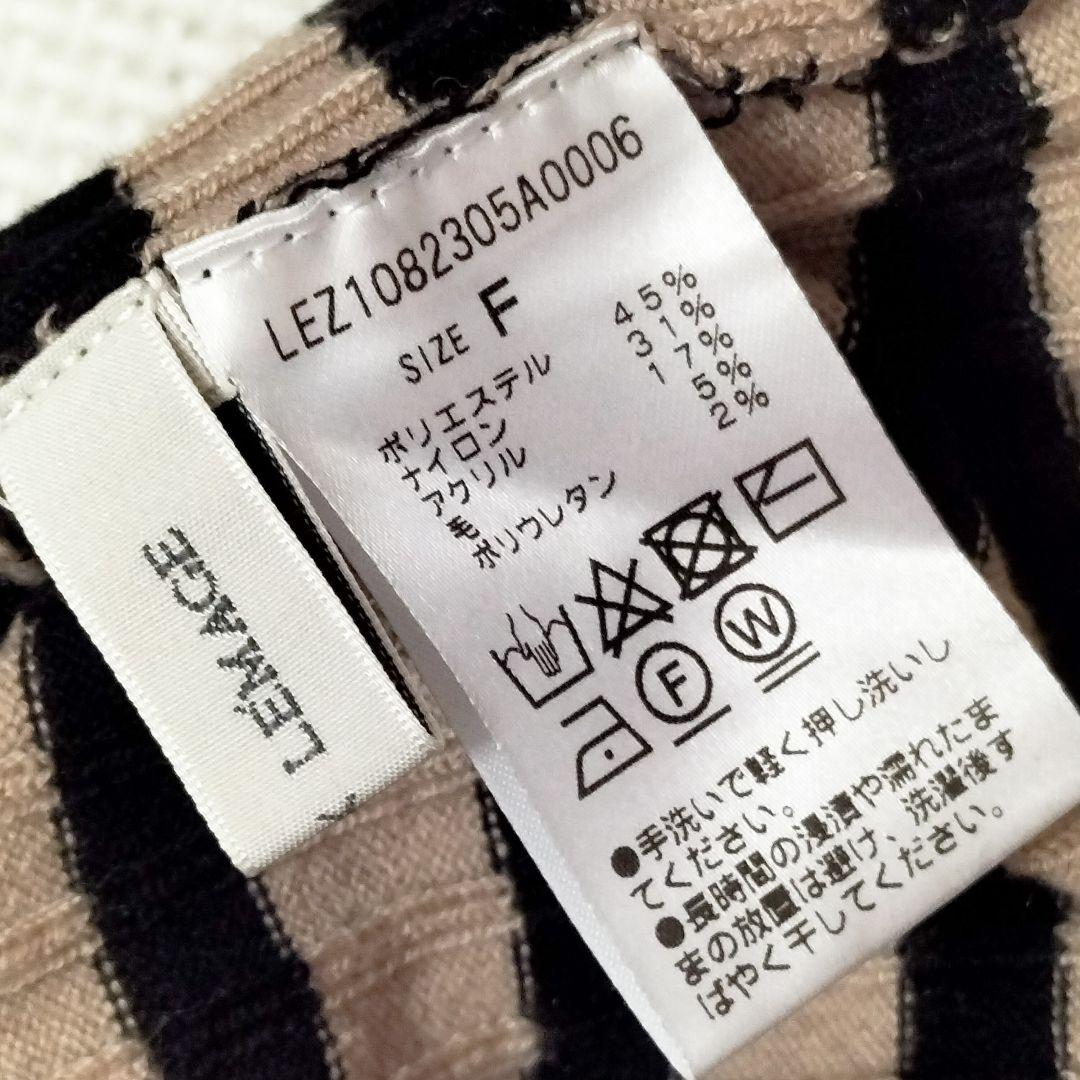 LEZ1082305A0006
SIZE F
ポリエステル 45%
ナイロン 31%
アクリル 17%
毛 5%
ポリウレタン 2%
F W
●手洗いで軽く押し洗いし
てください。
●長時間の浸漬や濡れたま
まの放置は避け、洗濯後す
ばやく干してください。
LÉMAGE